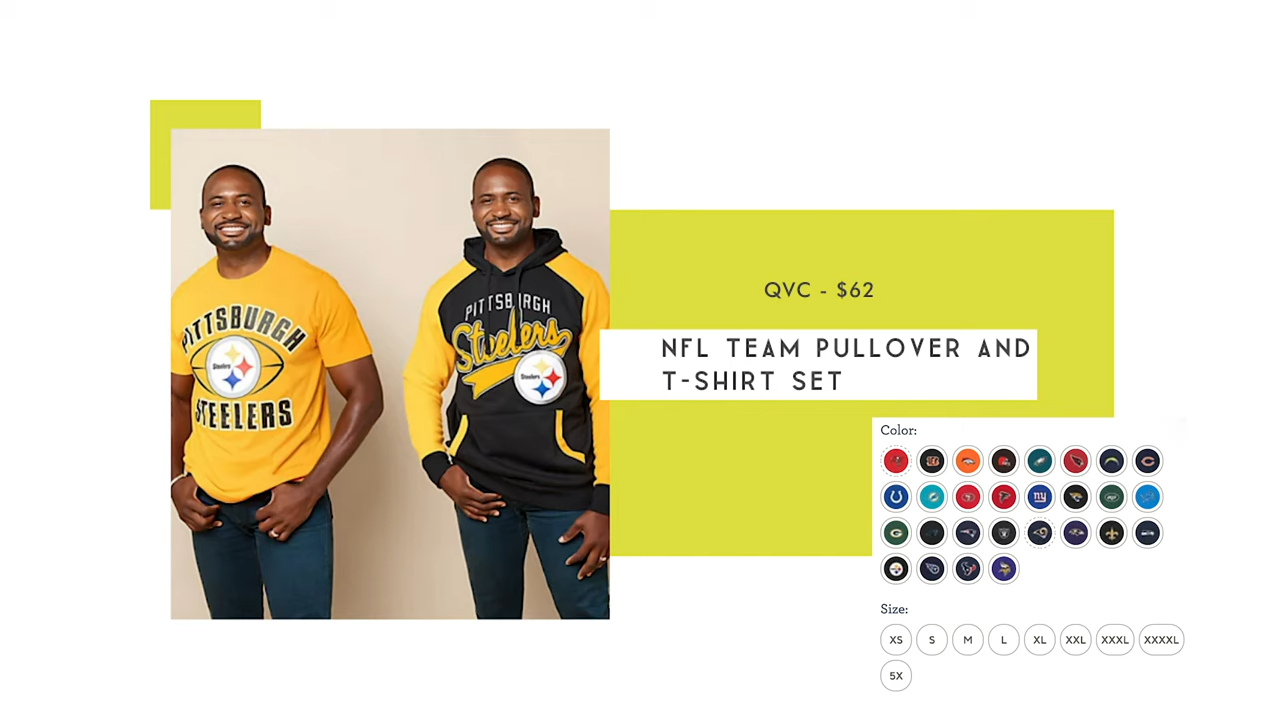 QVC - $62
NFL TEAM PULLOVER AND
T-SHIRT SET
PITTSBURGH
Steelers
STEELERS
PITTSBURGH
Steelers
Steelers
Color:
ny
G
Size:
XS S M L XL XXL XXXL XXXXL
5X